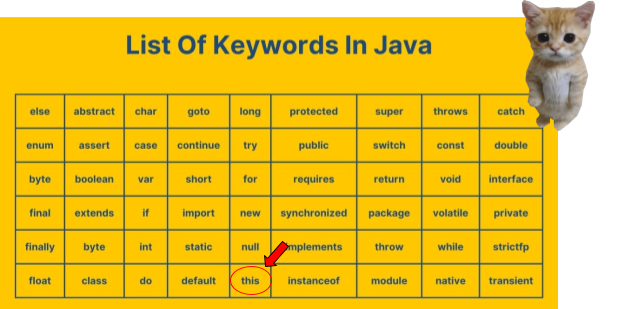 List Of Keywords In Java
else abstract char goto long protected super throws catch
enum assert case continue try public switch const double
byte boolean var short for requires return void interface
final extends if import new synchronized package volatile private
finally byte int static null implements throw while strictfp
float class do default this instanceof module native transient